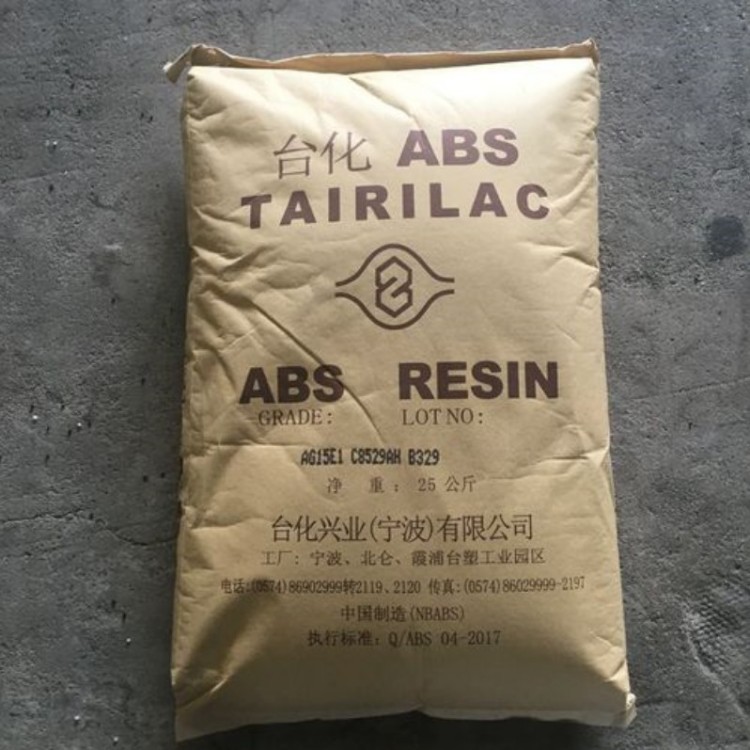 台化 ABS
TAIRILAC
ABS RESIN
GRADE: LOT NO:
AG15E1 C8529AH B329
净 重: 25 公斤
台化兴业(宁波)有限公司
工厂: 宁波、北仑、霞浦台塑工业园区
电话:(0574)86902999转2119、2120 传真:(0574)86029999-2197
中国制造(NBABS)
执行标准: Q/ABS 04-2017